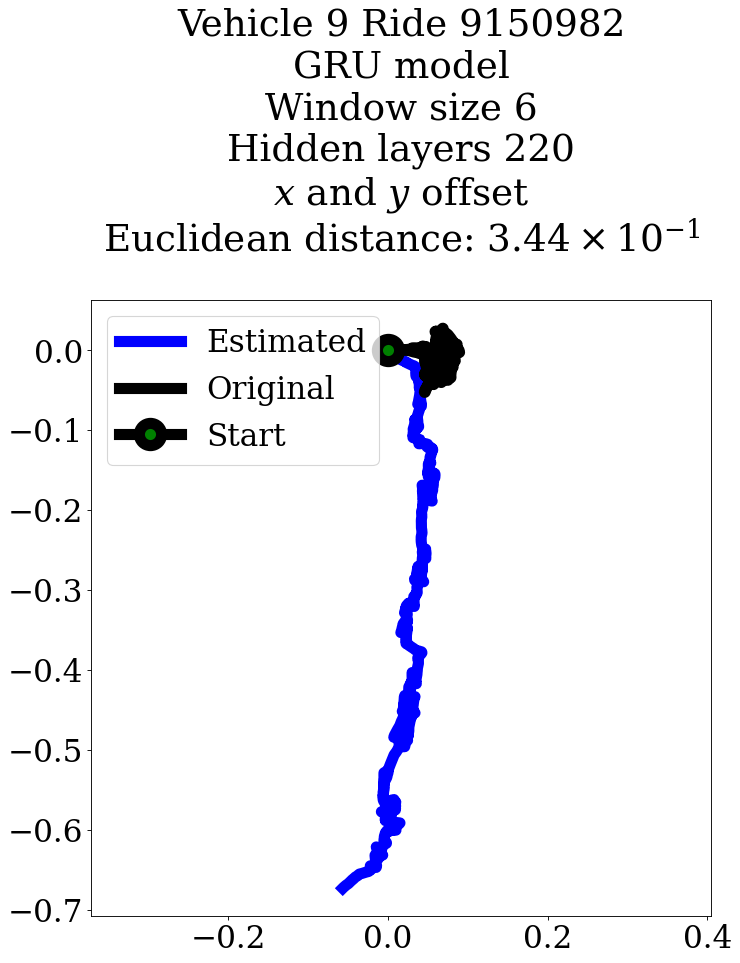 Vehicle 9 Ride 9150982
GRU model
Window size 6
Hidden layers 220
x and y offset
Euclidean distance: 3.44 × 10⁻¹
Estimated
Original
Start
0.0
−0.1
−0.2
−0.3
−0.4
−0.5
−0.6
−0.7
−0.2 0.0 0.2 0.4